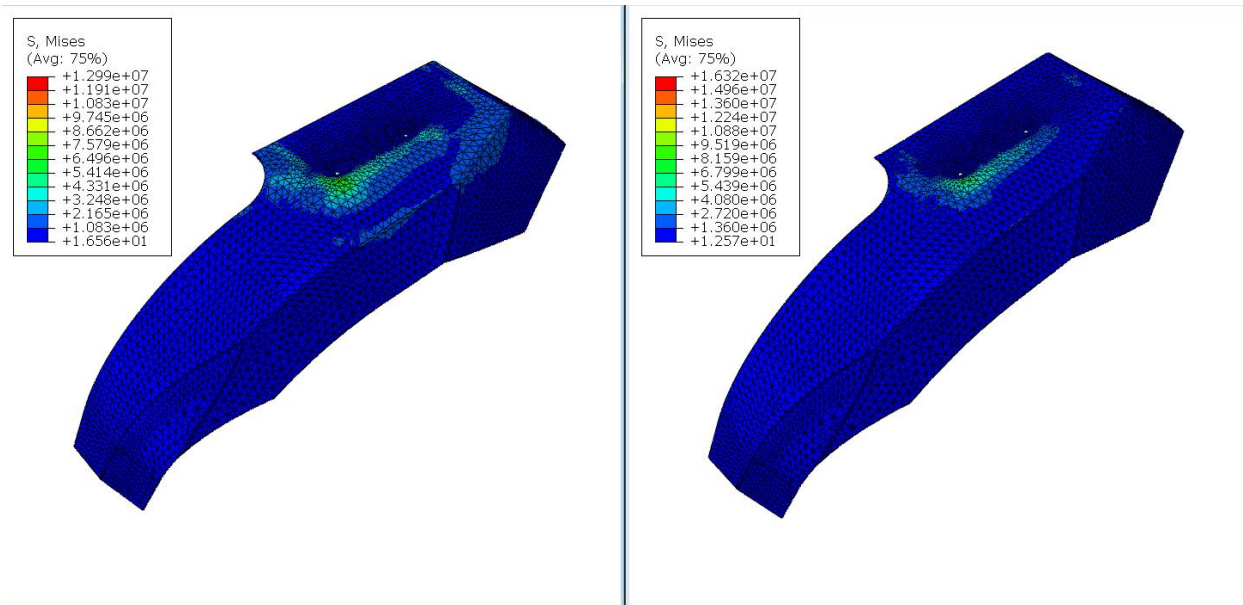 S, Mises
(Avg: 75%)
+1.299e+07
+1.191e+07
+1.083e+07
+9.745e+06
+8.662e+06
+7.579e+06
+6.496e+06
+5.414e+06
+4.331e+06
+3.248e+06
+2.165e+06
+1.083e+06
+1.656e+01
S, Mises
(Avg: 75%)
+1.632e+07
+1.496e+07
+1.360e+07
+1.224e+07
+1.088e+07
+9.519e+06
+8.159e+06
+6.799e+06
+5.439e+06
+4.080e+06
+2.720e+06
+1.360e+06
+1.257e+01